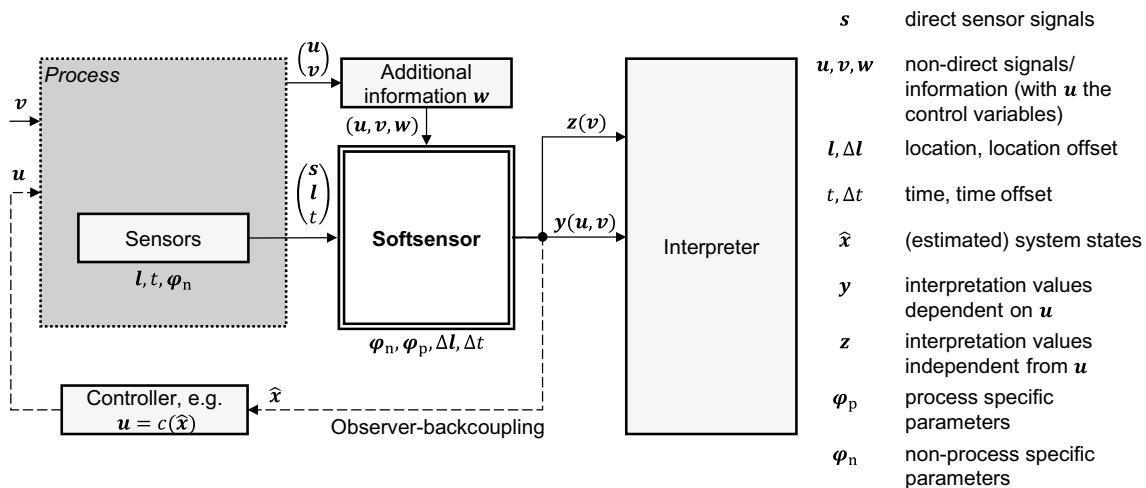 Process
v
u
(u v)
Additional
information w
(u, v, w)
(s l t)
Sensors
l, t, φn
Softsensor
φn, φp, Δl, Δt
z(v)
y(u, v)
Interpreter
Controller, e.g.
u = c(x̂)
x̂
Observer-backcoupling
s direct sensor signals
u, v, w non-direct signals/
information (with u the
control variables)
l, Δl location, location offset
t, Δt time, time offset
x̂ (estimated) system states
y interpretation values
dependent on u
z interpretation values
independent from u
φp process specific
parameters
φn non-process specific
parameters